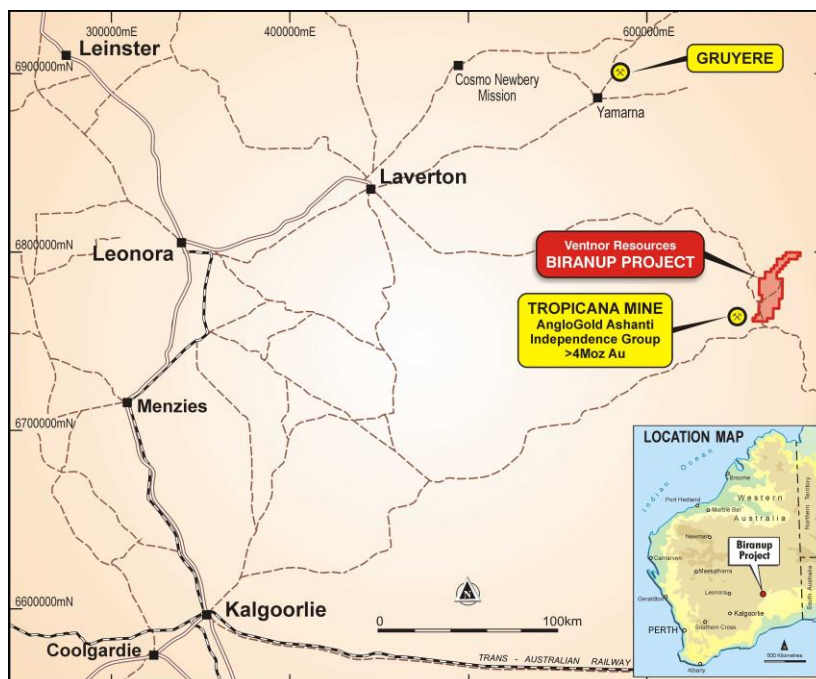 300000mE
400000mE
600000mE
Leinster
6900000mN
Cosmo Newbery
Mission
GRUYERE
Yamarna
Laverton
6800000mN
Leonora
Ventnor Resources
BIRANUP PROJECT
TROPICANA MINE
AngloGold Ashanti
Independence Group
>4Moz Au
Menzies
6700000mN
6600000mN
Kalgoorlie
Coolgardie
N
0
100km
TRANS - AUSTRALIAN RAILWAY
LOCATION MAP
Indian Ocean
Broome
Port Hedland
Marble Bar
Western
Australia
Northern Territory
Newman
Biranup
Project
Carnarvon
Meekatharra
South Australia
Geraldton
Leonora
Kalgoorlie
PERTH
Southern Cross
Albany
500 Kilometres